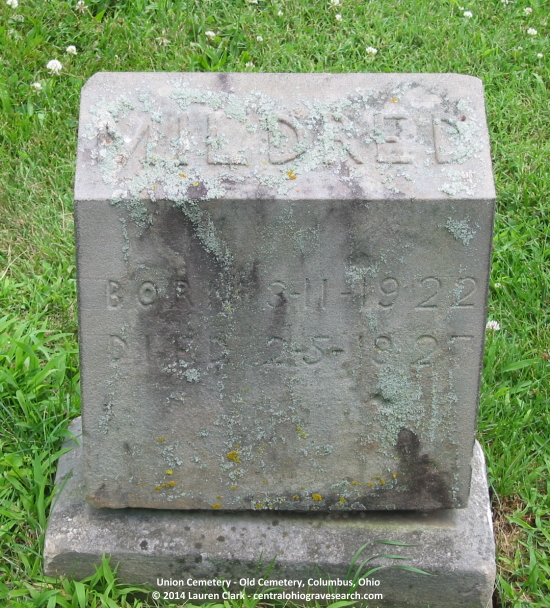 MILDRED
BORN 3-11-1922
DIED 2-5-1927
Union Cemetery - Old Cemetery, Columbus, Ohio
© 2014 Lauren Clark - centralohiogravesearch.com